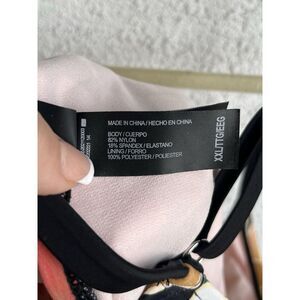 MADE IN CHINA / HECHO EN CHINA
BODY / CUERPO
82% NYLON
18% SPANDEX / ELASTANO
LINING / FORRO
100% POLYESTER / POLIESTER
XXL/TTG/EEG